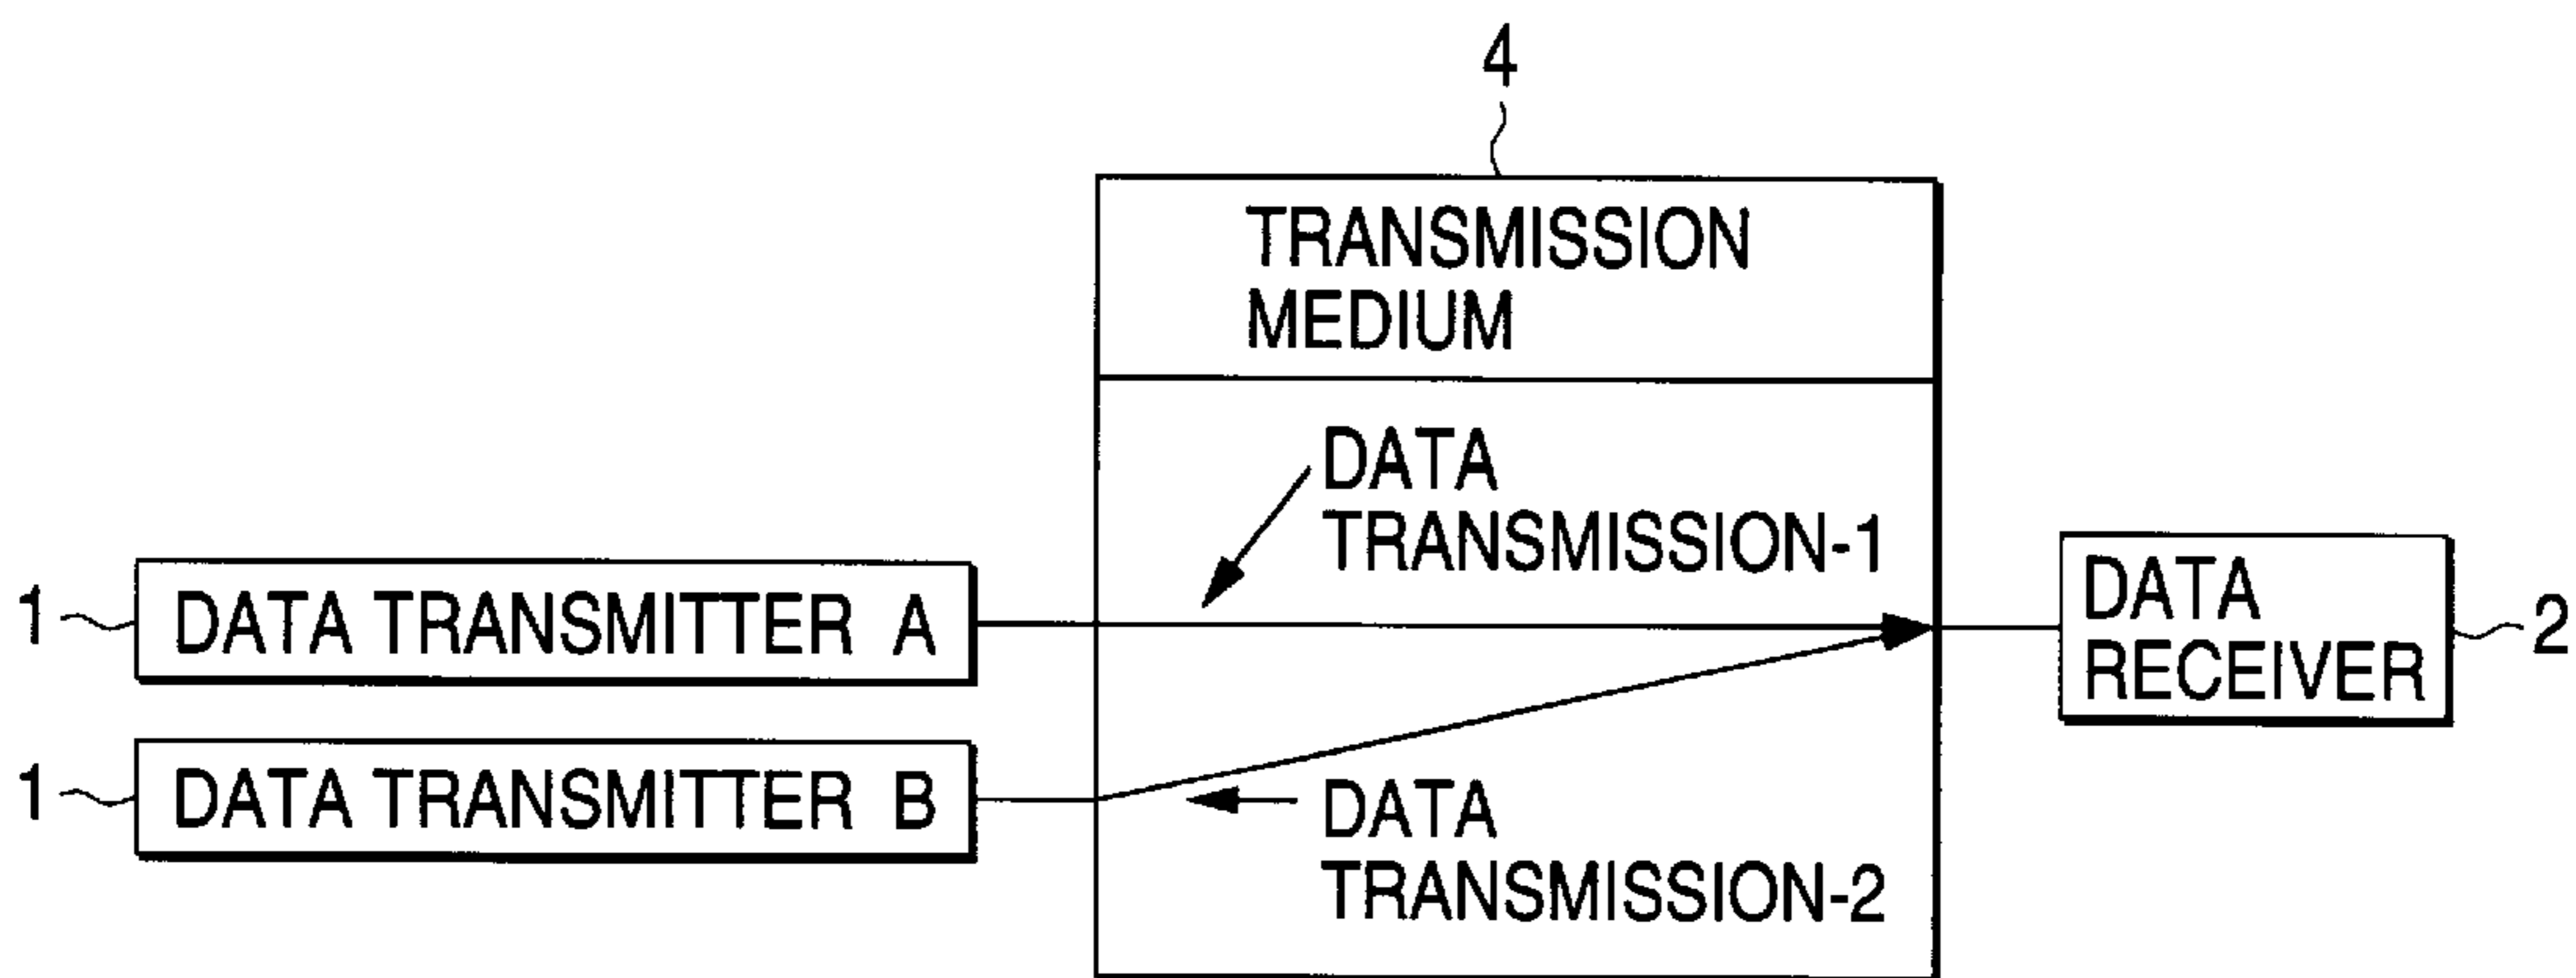 4
TRANSMISSION
MEDIUM
DATA
TRANSMISSION-1
1
DATA TRANSMITTER A
DATA
RECEIVER
2
1
DATA TRANSMITTER B
DATA
TRANSMISSION-2